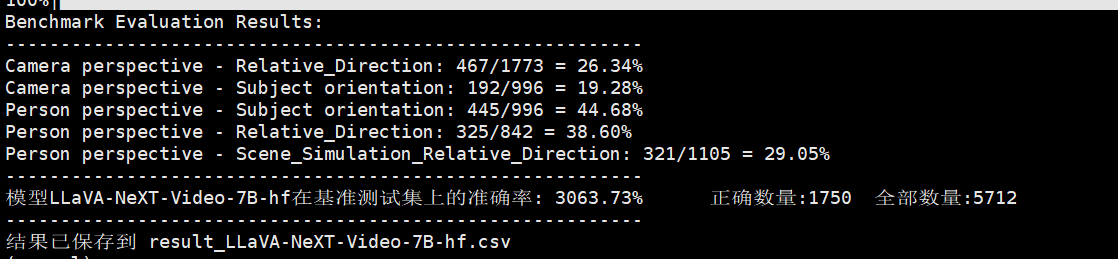 100%|
Benchmark Evaluation Results:
----------------------------------------------------------
Camera perspective - Relative_Direction: 467/1773 = 26.34%
Camera perspective - Subject orientation: 192/996 = 19.28%
Person perspective - Subject orientation: 445/996 = 44.68%
Person perspective - Relative_Direction: 325/842 = 38.60%
Person perspective - Scene_Simulation_Relative_Direction: 321/1105 = 29.05%
----------------------------------------------------------
模型LLaVA-NeXT-Video-7B-hf在基准测试集上的准确率: 3063.73% 正确数量:1750 全部数量:5712
----------------------------------------------------------
结果已保存到 result_LLaVA-NeXT-Video-7B-hf.csv